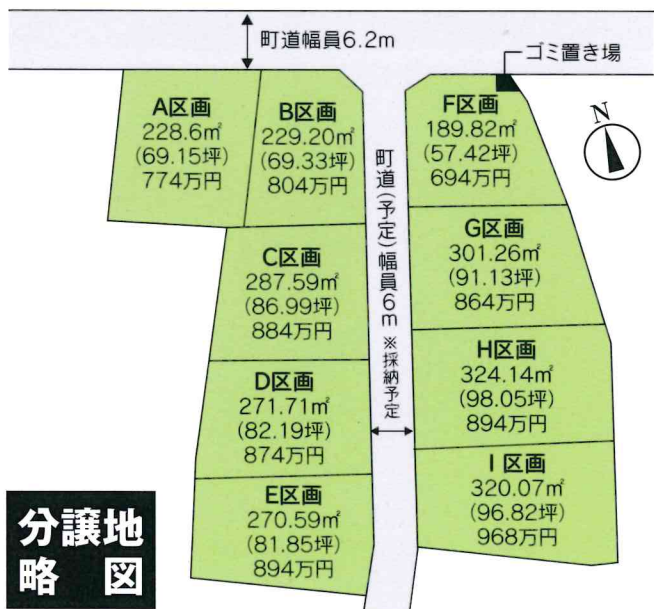 町道幅員6.2m
ゴミ置き場
A区画
228.6㎡
(69.15坪)
774万円
B区画
229.20㎡
(69.33坪)
804万円
F区画
189.82㎡
(57.42坪)
694万円
N
町道(予定)幅員6m ※採納予定
C区画
287.59㎡
(86.99坪)
884万円
G区画
301.26㎡
(91.13坪)
864万円
D区画
271.71㎡
(82.19坪)
874万円
H区画
324.14㎡
(98.05坪)
894万円
E区画
270.59㎡
(81.85坪)
894万円
I区画
320.07㎡
(96.82坪)
968万円
分譲地
略図